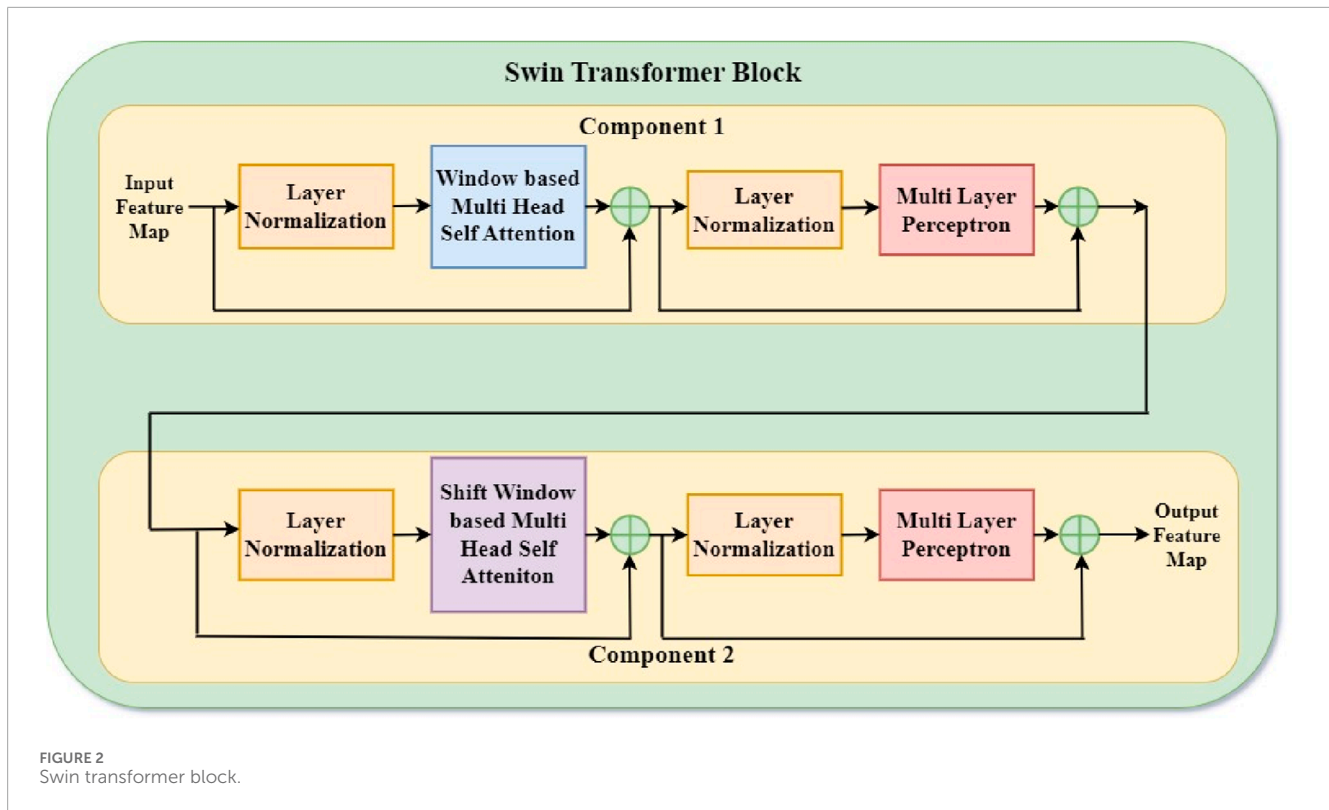 Swin Transformer Block
Component 1
Input
Feature
Map
Layer
Normalization
Window based
Multi Head
Self Attention
Layer
Normalization
Multi Layer
Perceptron
Layer
Normalization
Shift Window
based Multi
Head Self
Atteniton
Layer
Normalization
Multi Layer
Perceptron
Output
Feature
Map
Component 2
FIGURE 2
Swin transformer block.